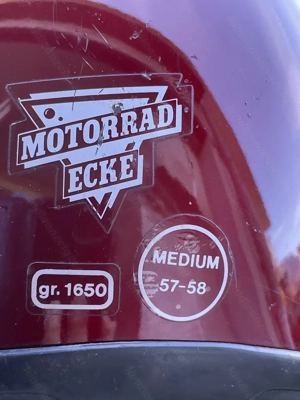 MOTORRAD
ECKE
MEDIUM
57-58
gr. 1650